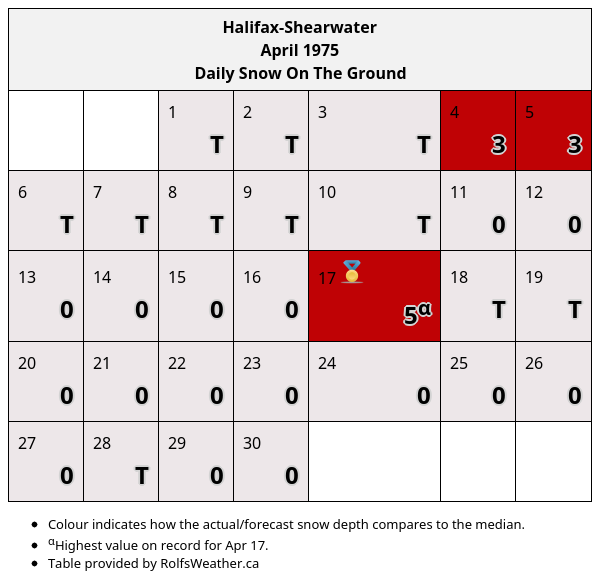 Halifax-Shearwater
April 1975
Daily Snow On The Ground
1 2 3 4 5
T T T 3 3
6 7 8 9 10 11 12
T T T T T 0 0
13 14 15 16 17 18 19
0 0 0 0 5α T T
20 21 22 23 24 25 26
0 0 0 0 0 0 0
27 28 29 30
0 T 0 0
• Colour indicates how the actual/forecast snow depth compares to the median.
• αHighest value on record for Apr 17.
• Table provided by RolfsWeather.ca